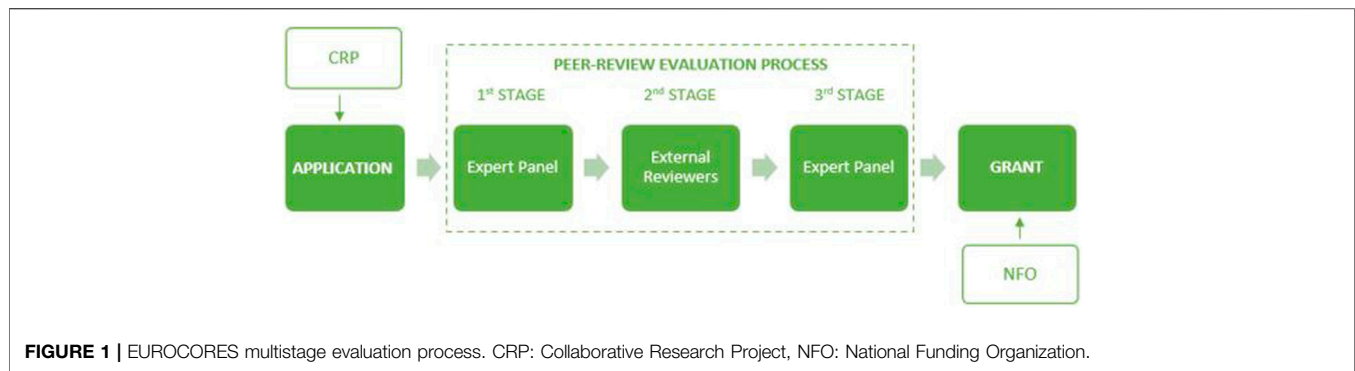 CRP
PEER-REVIEW EVALUATION PROCESS
1st STAGE
2nd STAGE
3rd STAGE
APPLICATION
Expert Panel
External
Reviewers
Expert Panel
GRANT
NFO
FIGURE 1 | EUROCORES multistage evaluation process. CRP: Collaborative Research Project, NFO: National Funding Organization.